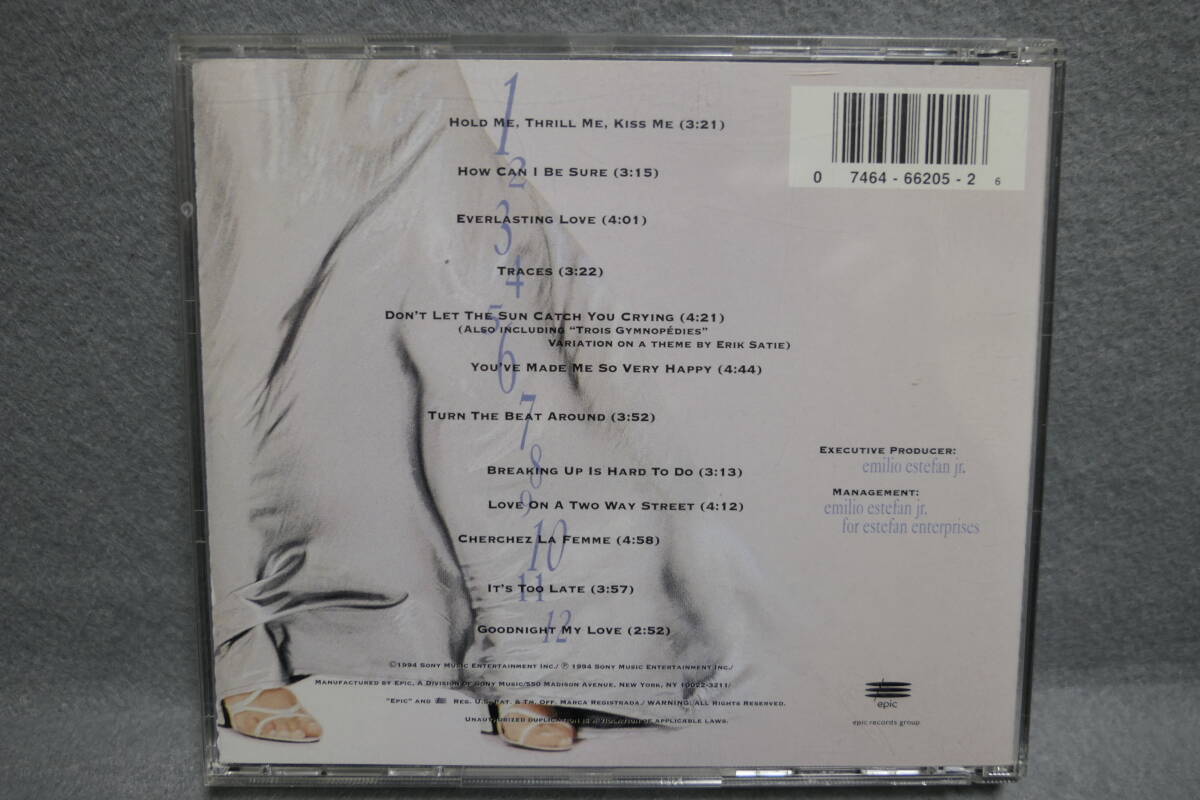 1
HOLD ME, THRILL ME, KISS ME (3:21)
2
HOW CAN I BE SURE (3:15)
3
EVERLASTING LOVE (4:01)
4
TRACES (3:22)
5
DON'T LET THE SUN CATCH YOU CRYING (4:21)
(ALSO INCLUDING "TROIS GYMNOPÉDIES"
VARIATION ON A THEME BY ERIK SATIE)
6
YOU'VE MADE ME SO VERY HAPPY (4:44)
7
TURN THE BEAT AROUND (3:52)
8
BREAKING UP IS HARD TO DO (3:13)
9
LOVE ON A TWO WAY STREET (4:12)
10
CHERCHEZ LA FEMME (4:58)
11
IT'S TOO LATE (3:57)
12
GOODNIGHT MY LOVE (2:52)
©1994 SONY MUSIC ENTERTAINMENT INC./ ℗ 1994 SONY MUSIC ENTERTAINMENT INC./
MANUFACTURED BY EPIC, A DIVISION OF SONY MUSIC/550 MADISON AVENUE, NEW YORK, NY 10022-3211/
"EPIC" AND REG. U.S. PAT. & TM. OFF. MARCA REGISTRADA./ WARNING: ALL RIGHTS RESERVED.
UNAUTHORIZED DUPLICATION IS A VIOLATION OF APPLICABLE LAWS.
0 7464-66205-2 6
EXECUTIVE PRODUCER:
emilio estefan jr.
MANAGEMENT:
emilio estefan jr.
for estefan enterprises
epic
epic records group